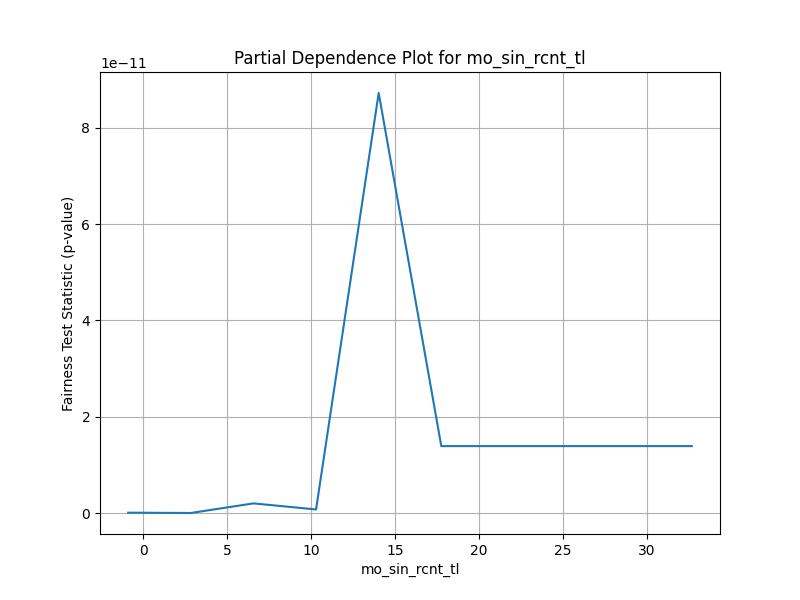 Partial Dependence Plot for mo_sin_rcnt_tl
1e−11
8
6
4
2
0
Fairness Test Statistic (p-value)
0 5 10 15 20 25 30
mo_sin_rcnt_tl